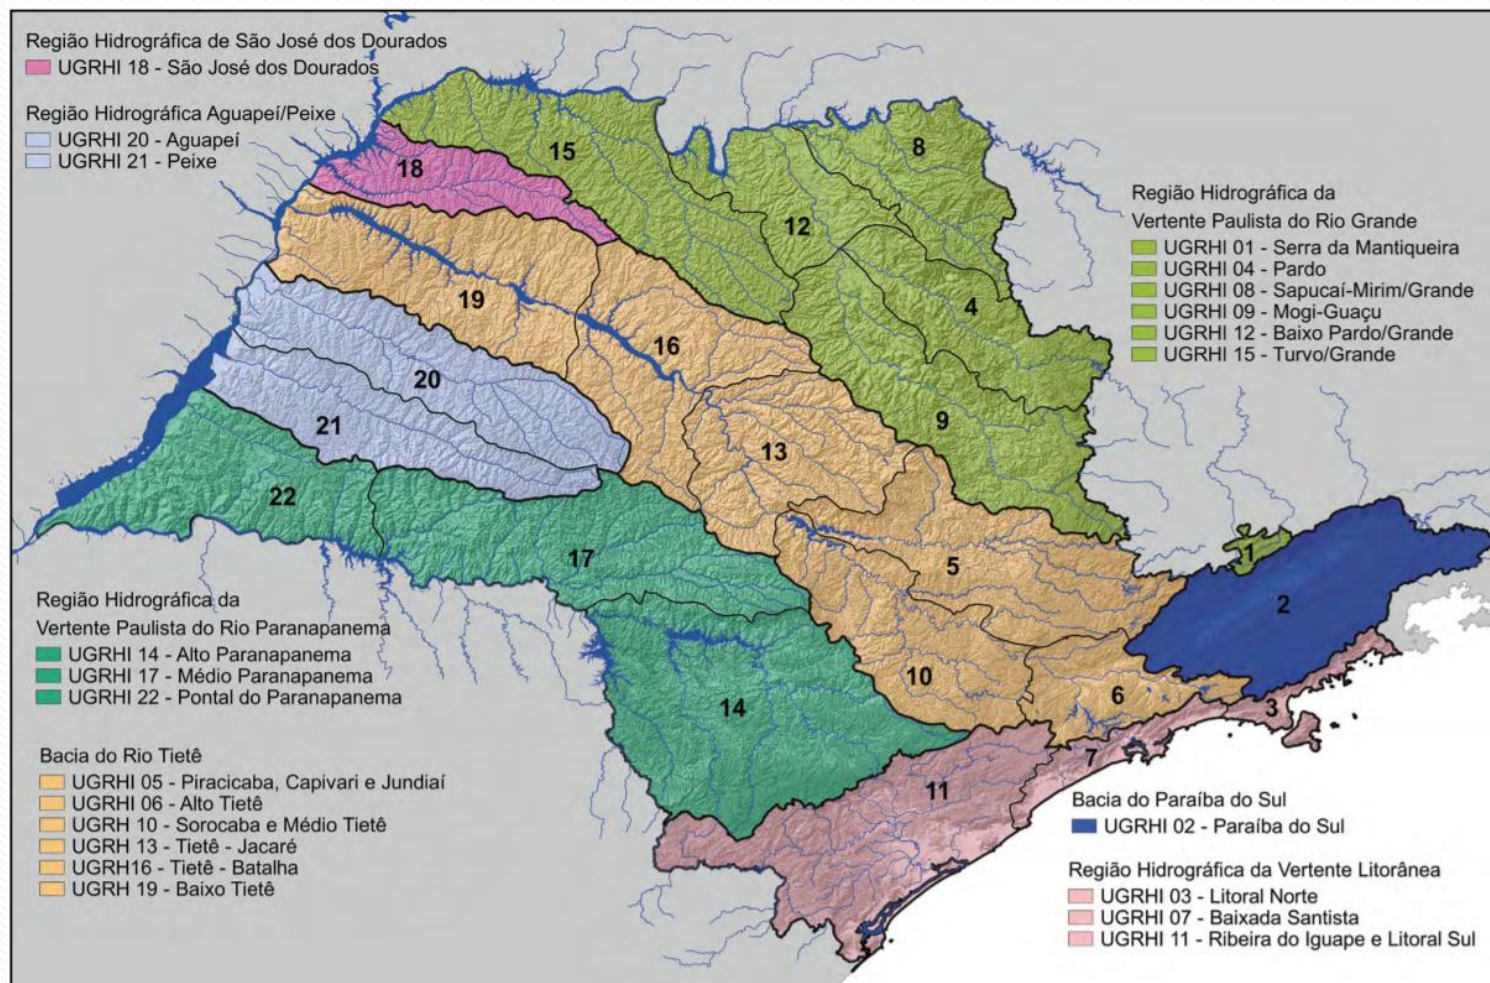 Região Hidrográfica de São José dos Dourados
UGRHI 18 - São José dos Dourados
Região Hidrográfica Aguapeí/Peixe
UGRHI 20 - Aguapeí
UGRHI 21 - Peixe
Região Hidrográfica da
Vertente Paulista do Rio Grande
UGRHI 01 - Serra da Mantiqueira
UGRHI 04 - Pardo
UGRHI 08 - Sapucaí-Mirim/Grande
UGRHI 09 - Mogi-Guaçu
UGRHI 12 - Baixo Pardo/Grande
UGRHI 15 - Turvo/Grande
8
15
18
12
4
19
16
20
9
21
13
22
1
17
5
2
10
6
14
3
7
11
Região Hidrográfica da
Vertente Paulista do Rio Paranapanema
UGRHI 14 - Alto Paranapanema
UGRHI 17 - Médio Paranapanema
UGRHI 22 - Pontal do Paranapanema
Bacia do Rio Tietê
UGRHI 05 - Piracicaba, Capivari e Jundiaí
UGRHI 06 - Alto Tietê
UGRH 10 - Sorocaba e Médio Tietê
UGRH 13 - Tietê - Jacaré
UGRH16 - Tietê - Batalha
UGRH 19 - Baixo Tietê
Bacia do Paraíba do Sul
UGRHI 02 - Paraíba do Sul
Região Hidrográfica da Vertente Litorânea
UGRHI 03 - Litoral Norte
UGRHI 07 - Baixada Santista
UGRHI 11 - Ribeira do Iguape e Litoral Sul